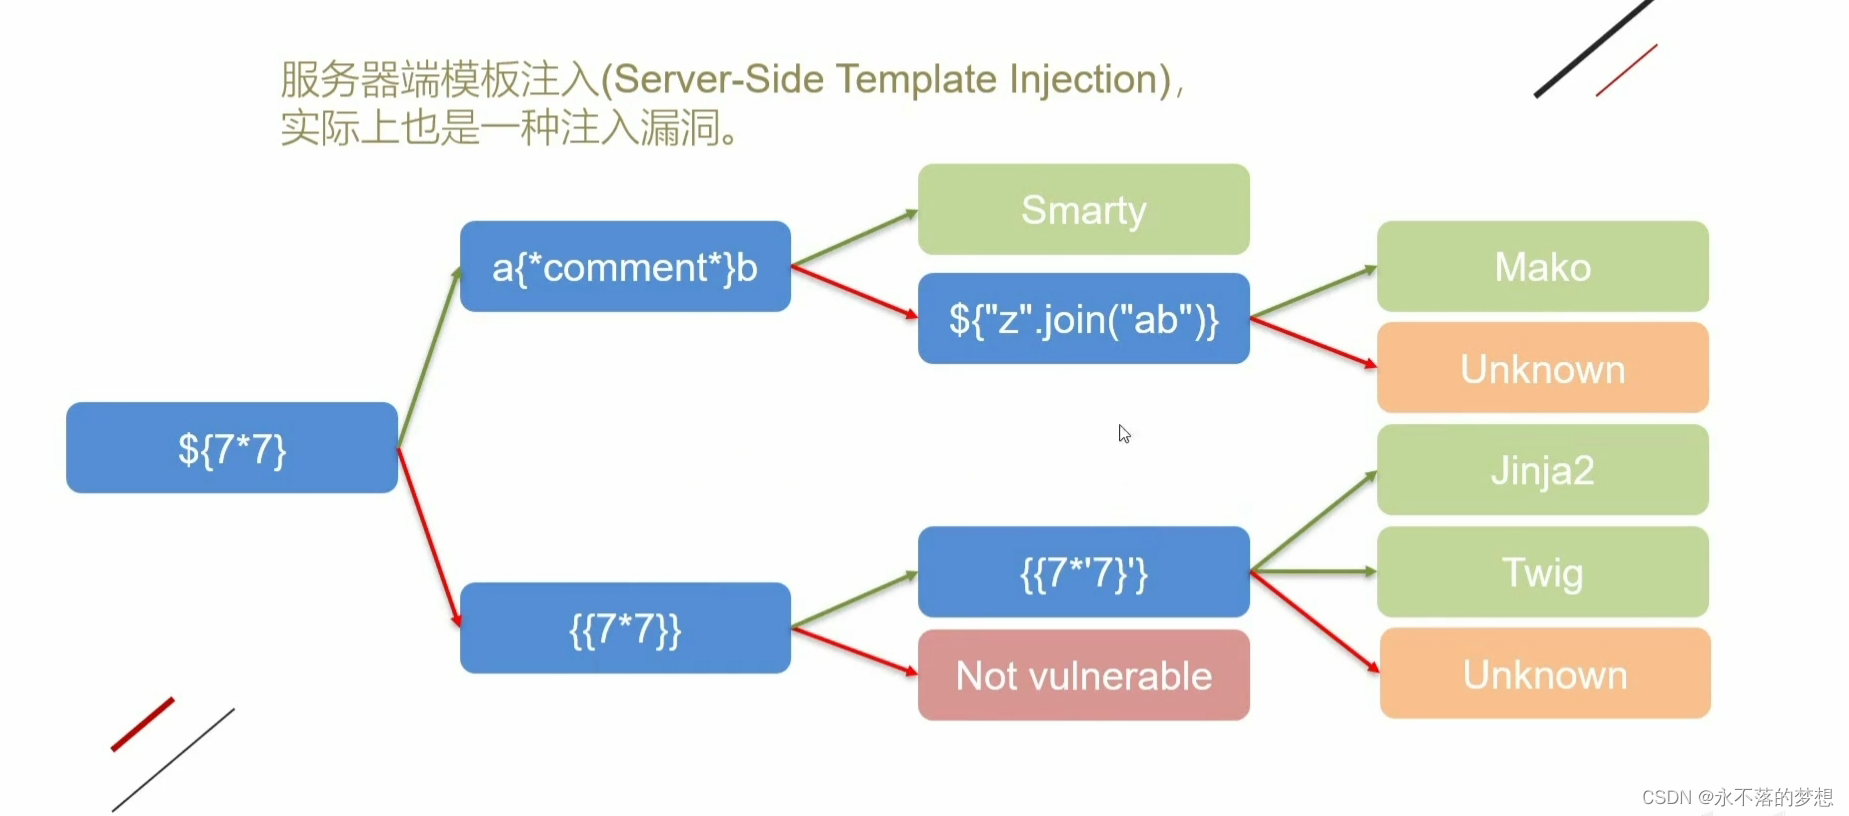 服务器端模板注入(Server-Side Template Injection),
实际上也是一种注入漏洞。
Smarty
a{*comment*}b
Mako
${"z".join("ab")}
Unknown
${7*7}
Jinja2
{{7*'7}'}
Twig
{{7*7}}
Not vulnerable
Unknown
CSDN @永不落的梦想